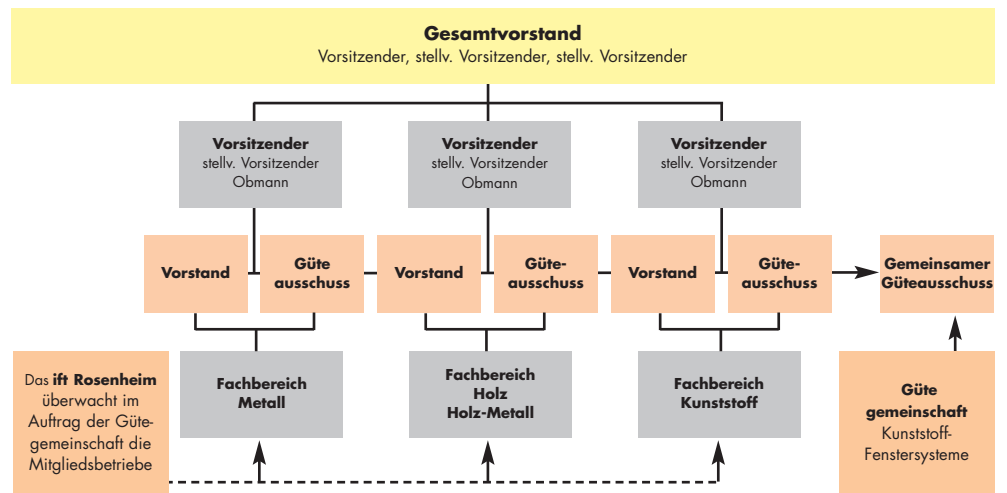 Gesamtvorstand
Vorsitzender, stellv. Vorsitzender, stellv. Vorsitzender
Vorsitzender
stellv. Vorsitzender
Obmann
Vorsitzender
stellv. Vorsitzender
Obmann
Vorsitzender
stellv. Vorsitzender
Obmann
Vorstand
Güte
ausschuss
Vorstand
Güte-
ausschuss
Vorstand
Güte-
ausschuss
Gemeinsamer
Güteausschuss
Das ift Rosenheim
überwacht im
Auftrag der Güte-
gemeinschaft die
Mitgliedsbetriebe
Fachbereich
Metall
Fachbereich
Holz
Holz-Metall
Fachbereich
Kunststoff
Güte
gemeinschaft
Kunststoff-
Fenstersysteme